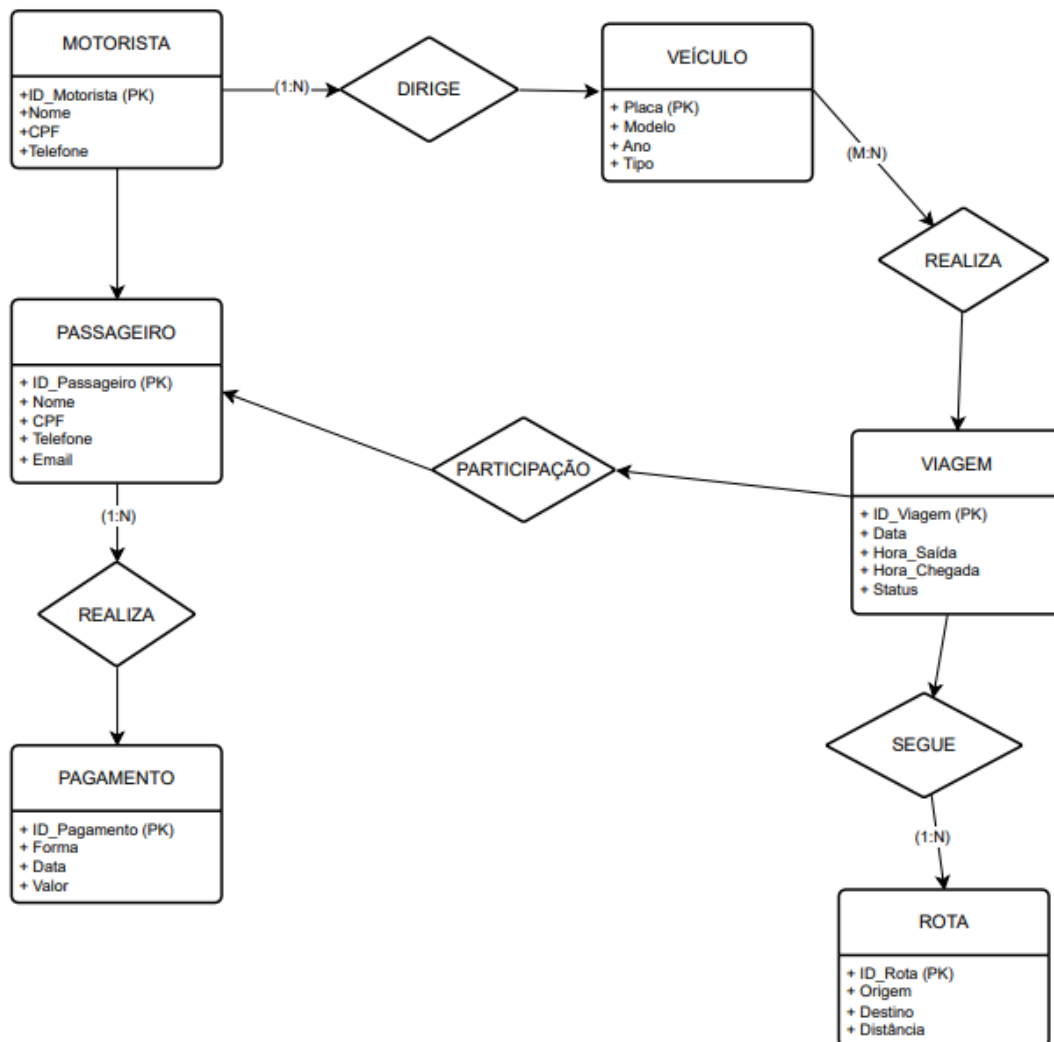 MOTORISTA
+ID_Motorista (PK)
+Nome
+CPF
+Telefone
(1:N)
DIRIGE
VEÍCULO
+ Placa (PK)
+ Modelo
+ Ano
+ Tipo
(M:N)
REALIZA
PASSAGEIRO
+ ID_Passageiro (PK)
+ Nome
+ CPF
+ Telefone
+ Email
PARTICIPAÇÃO
VIAGEM
+ ID_Viagem (PK)
+ Data
+ Hora_Saída
+ Hora_Chegada
+ Status
(1:N)
REALIZA
SEGUE
PAGAMENTO
+ ID_Pagamento (PK)
+ Forma
+ Data
+ Valor
(1:N)
ROTA
+ ID_Rota (PK)
+ Origem
+ Destino
+ Distância